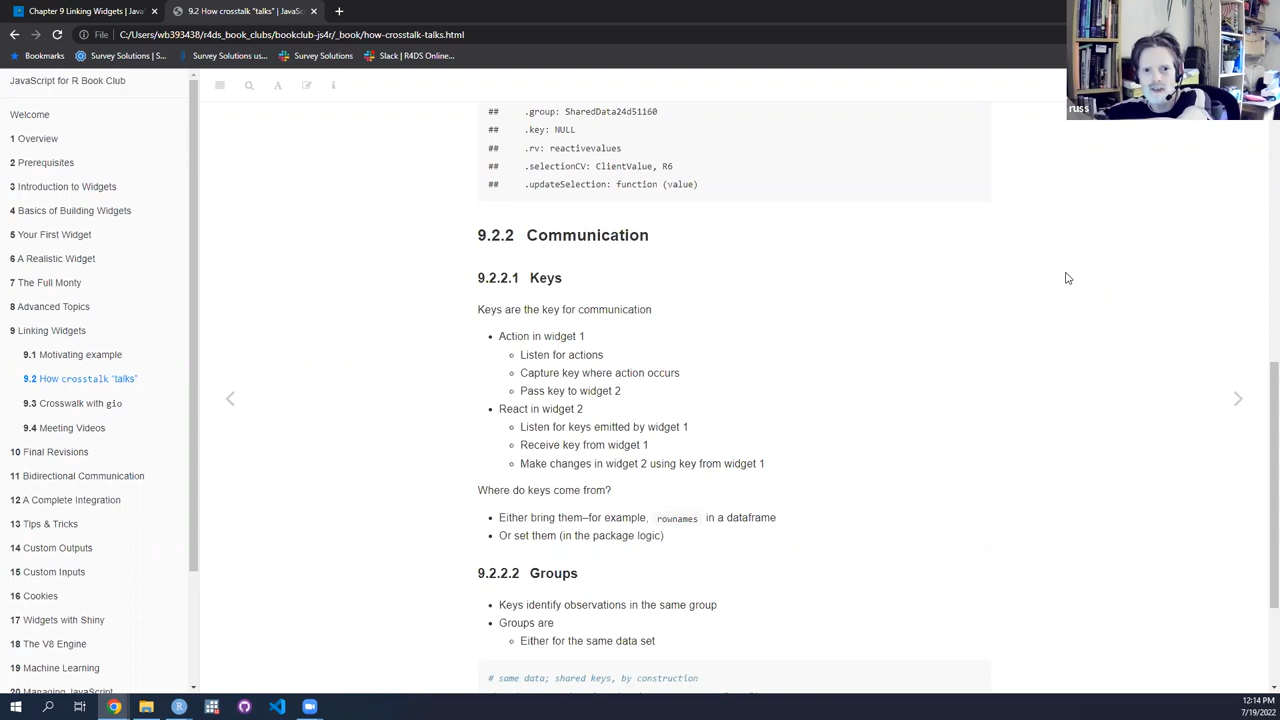 Chapter 9 Linking Widgets | Java
9.2 How crosstalk "talks" | JavaSc
File
C:/Users/wb393438/r4ds_book_clubs/bookclub-js4r/_book/how-crosstalk-talks.html
Bookmarks
Survey Solutions | S...
Survey Solutions us...
Survey Solutions
Slack | R4DS Onlin...
russ
JavaScript for R Book Club
Welcome
1 Overview
2 Prerequisites
3 Introduction to Widgets
4 Basics of Building Widgets
5 Your First Widget
6 A Realistic Widget
7 The Full Monty
8 Advanced Topics
9 Linking Widgets
9.1 Motivating example
9.2 How crosstalk "talks"
9.3 Crosswalk with gio
9.4 Meeting Videos
10 Final Revisions
11 Bidirectional Communication
12 A Complete Integration
13 Tips & Tricks
14 Custom Outputs
15 Custom Inputs
16 Cookies
17 Widgets with Shiny
18 The V8 Engine
19 Machine Learning
20 Managing JavaScript
## .group: SharedData24d51160
## .key: NULL
## .rv: reactivevalues
## .selectionCV: ClientValue, R6
## .updateSelection: function (value)
9.2.2 Communication
9.2.2.1 Keys
Keys are the key for communication
Action in widget 1
Listen for actions
Capture key where action occurs
Pass key to widget 2
React in widget 2
Listen for keys emitted by widget 1
Receive key from widget 1
Make changes in widget 2 using key from widget 1
Where do keys come from?
Either bring them–for example, rownames in a dataframe
Or set them (in the package logic)
9.2.2.2 Groups
Keys identify observations in the same group
Groups are
Either for the same data set
# same data; shared keys, by construction
12:14 PM
7/19/2022